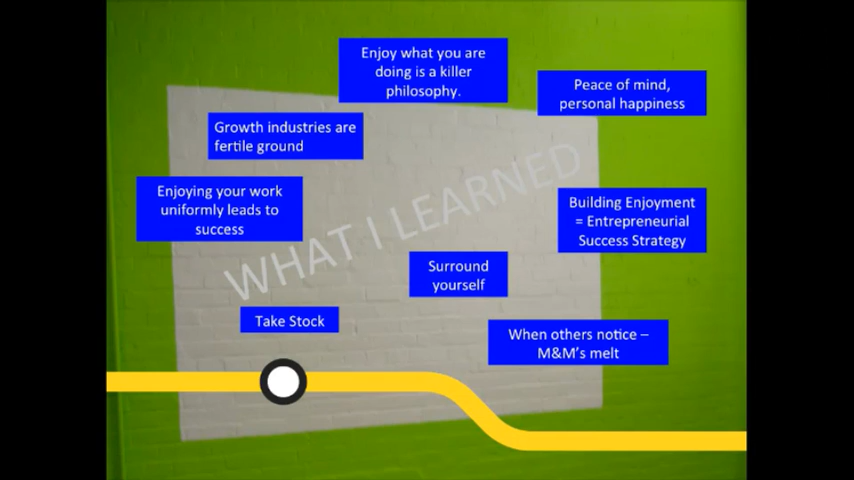 Enjoy what you are
doing is a killer
philosophy.
Peace of mind,
personal happiness
Growth industries are
fertile ground
WHAT I LEARNED
Enjoying your work
uniformly leads to
success
Building Enjoyment
= Entrepreneurial
Success Strategy
Surround
yourself
Take Stock
When others notice –
M&M's melt